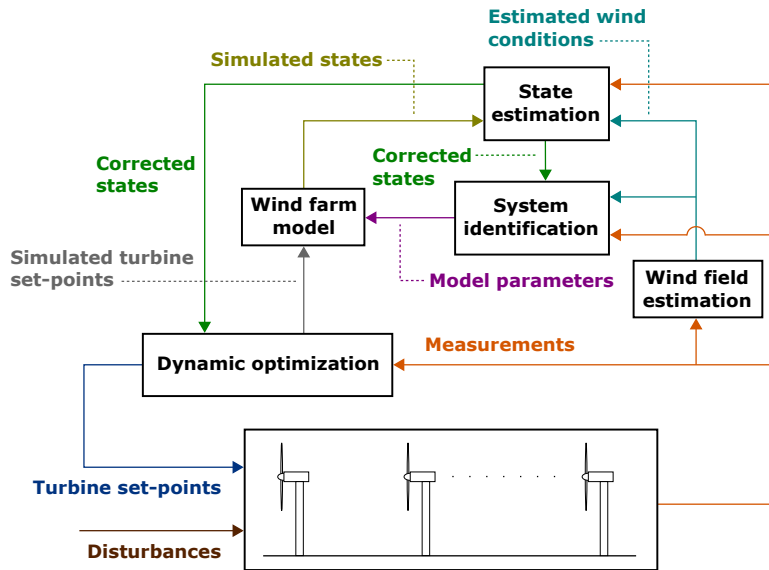 Estimated wind
conditions
Simulated states
State
estimation
Corrected
states
Corrected
states
Wind farm
model
System
identification
Simulated turbine
set-points
Model parameters
Wind field
estimation
Measurements
Dynamic optimization
Turbine set-points
Disturbances